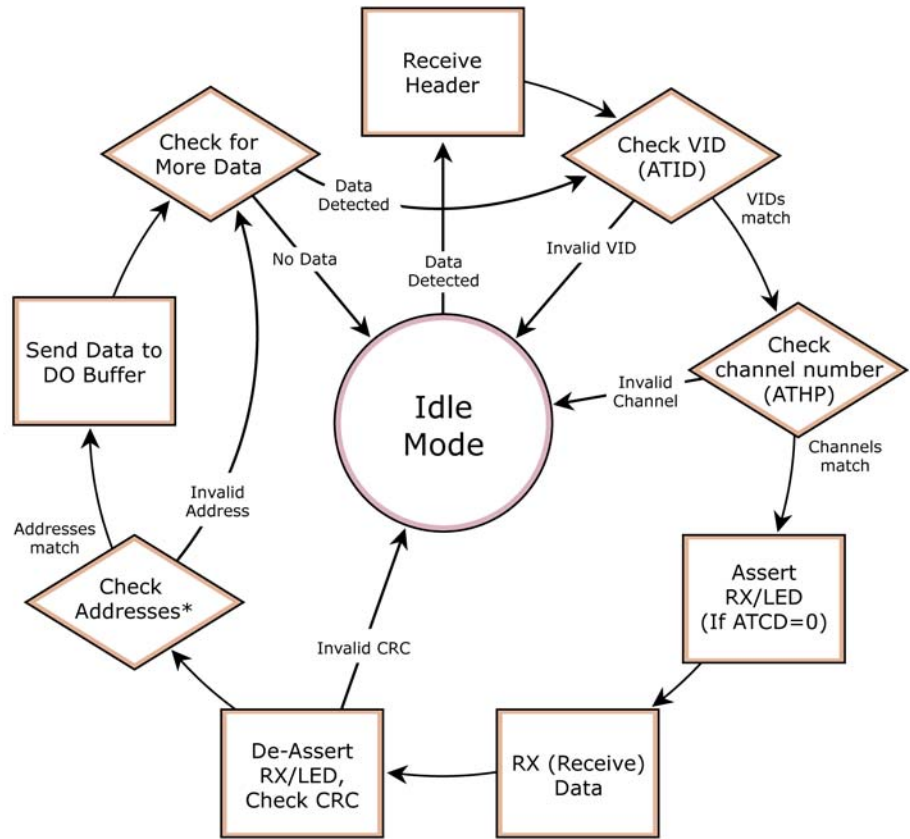 Receive
Header
Check for
More Data
Check VID
(ATID)
Data
Detected
VIDs
match
No Data
Data
Detected
Invalid VID
Send Data to
DO Buffer
Check
channel number
(ATHP)
Invalid
Channel
Idle
Mode
Channels
match
Invalid
Address
Addresses
match
Check
Addresses*
Assert
RX/LED
(If ATCD=0)
Invalid CRC
De-Assert
RX/LED,
Check CRC
RX (Receive)
Data